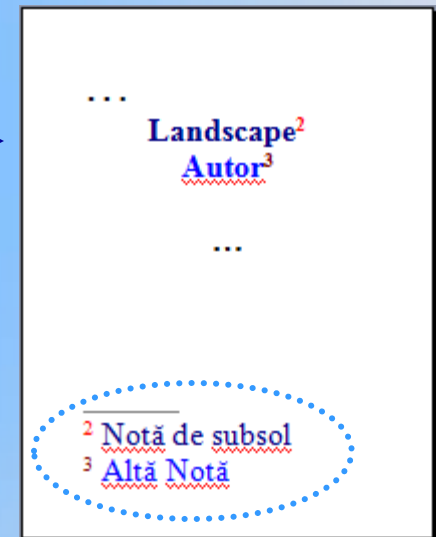 ...
Landscape²
Autor³
...
² Notă de subsol
³ Altă Notă